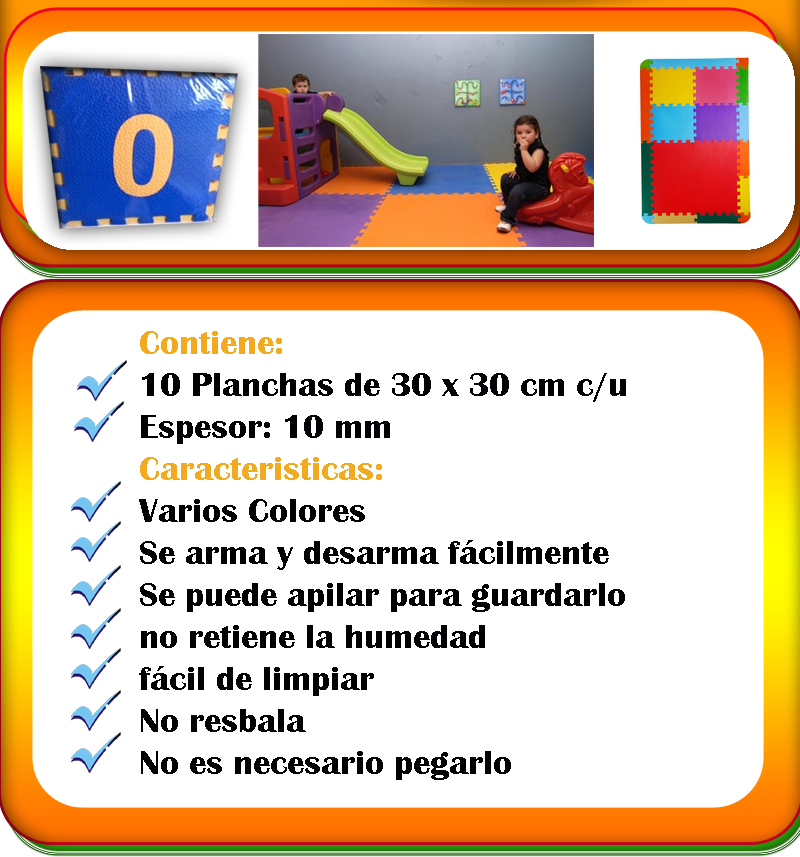 0
Contiene:
10 Planchas de 30 x 30 cm c/u
Espesor: 10 mm
Caracteristicas:
Varios Colores
Se arma y desarma fácilmente
Se puede apilar para guardarlo
no retiene la humedad
fácil de limpiar
No resbala
No es necesario pegarlo